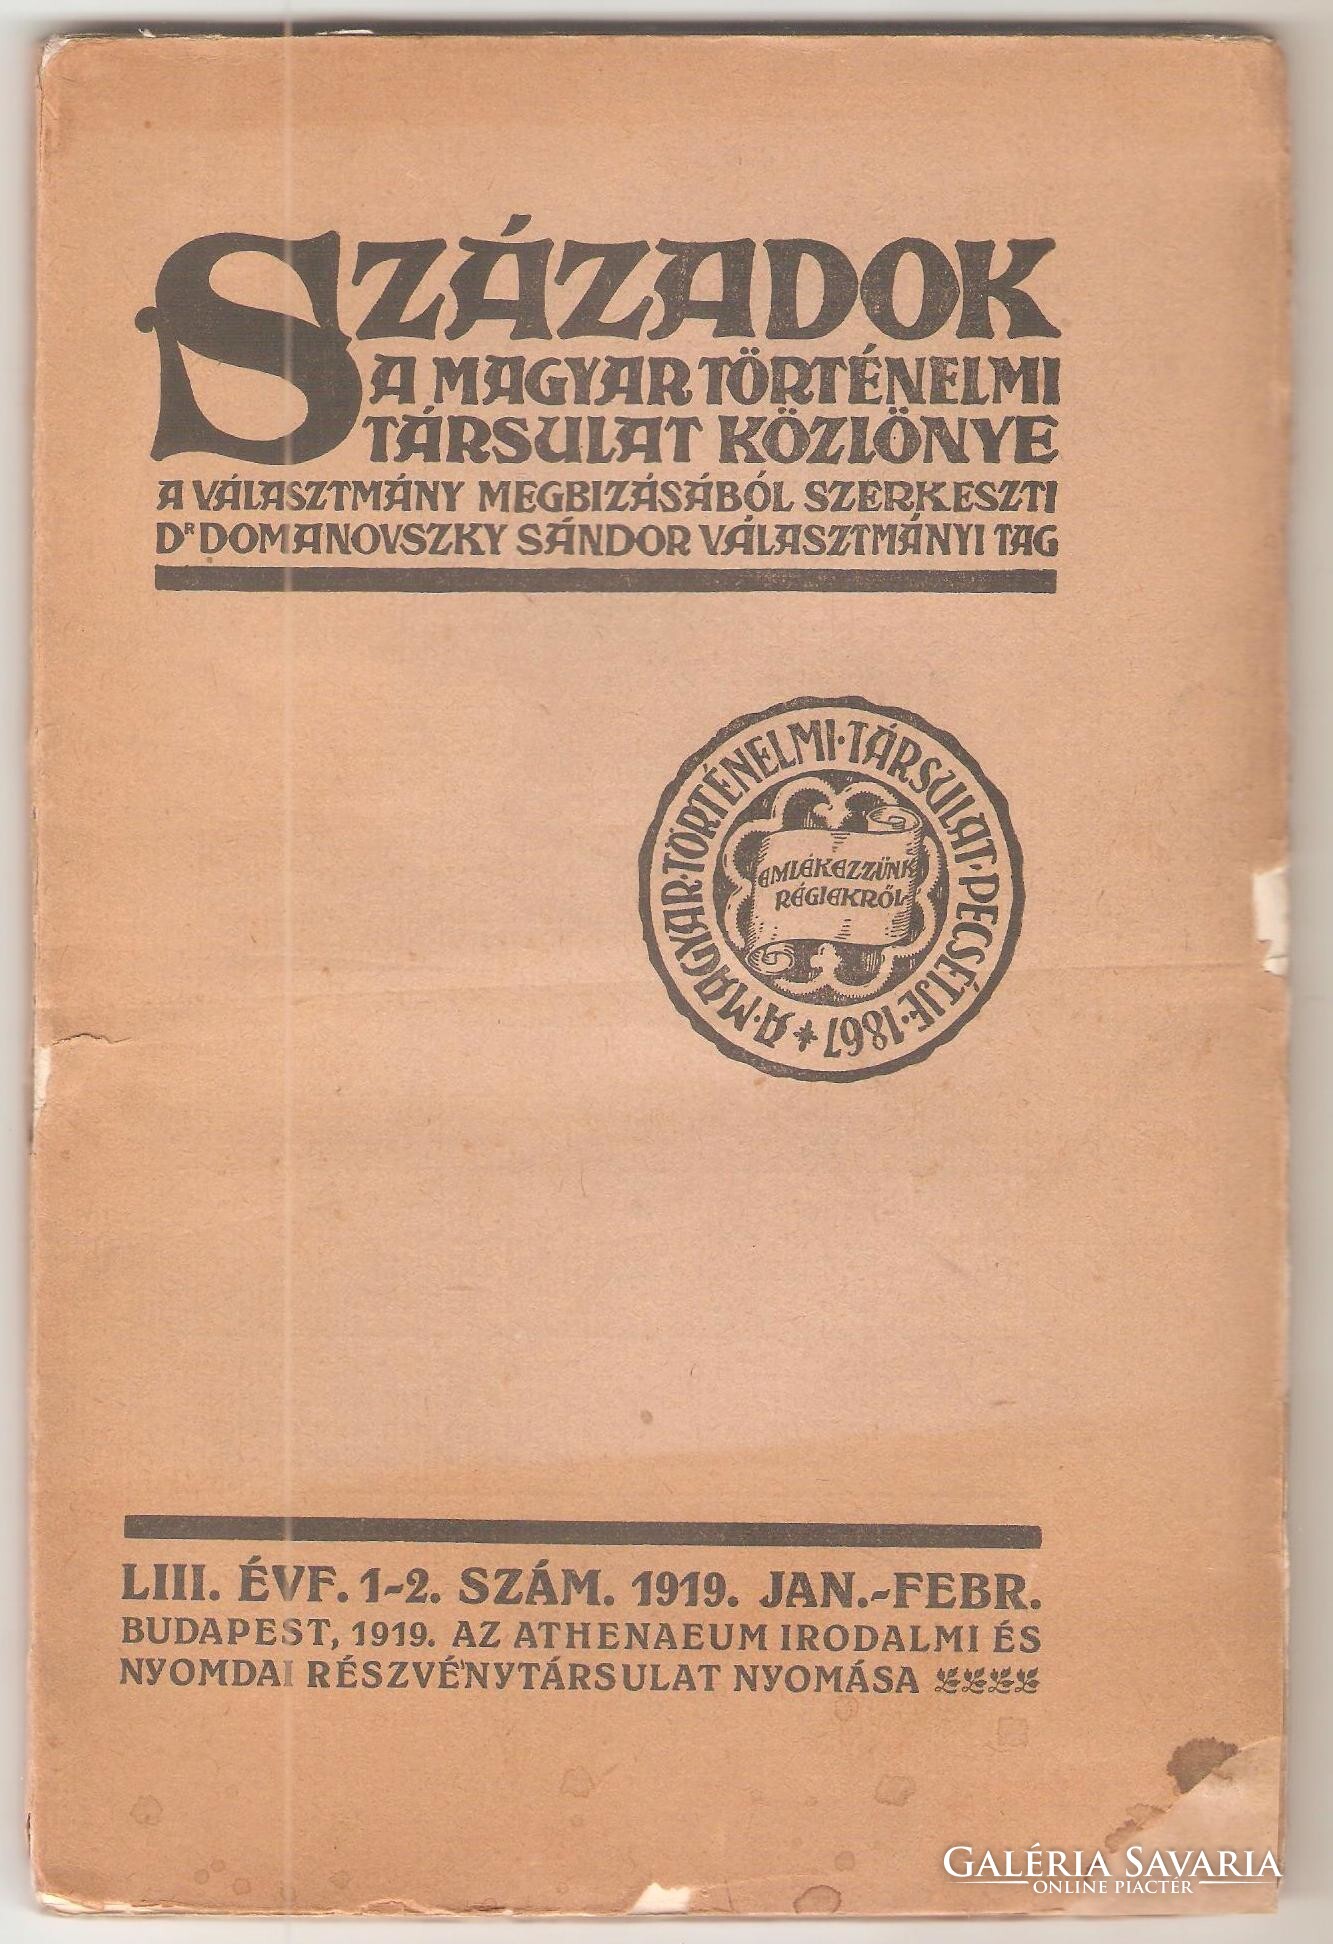 SZÁZADOK
A MAGYAR TÖRTÉNELMI
TÁRSULAT KÖZLÖNYE
A VÁLASZTMÁNY MEGBIZÁSÁBÓL SZERKESZTI
DR DOMANOVSZKY SÁNDOR VÁLASZTMÁNYI TAG
A·MAGYAR·TÖRTÉNELMI·TÁRSULAT·PECSÉTJE·1867
EMLÉKEZZÜNK
RÉGIEKRŐL
LIII. ÉVF. 1-2. SZÁM. 1919. JAN.-FEBR.
BUDAPEST, 1919. AZ ATHENAEUM IRODALMI ÉS
NYOMDAI RÉSZVÉNYTÁRSULAT NYOMÁSA
GALÉRIA SAVARIA
ONLINE PIACTÉR